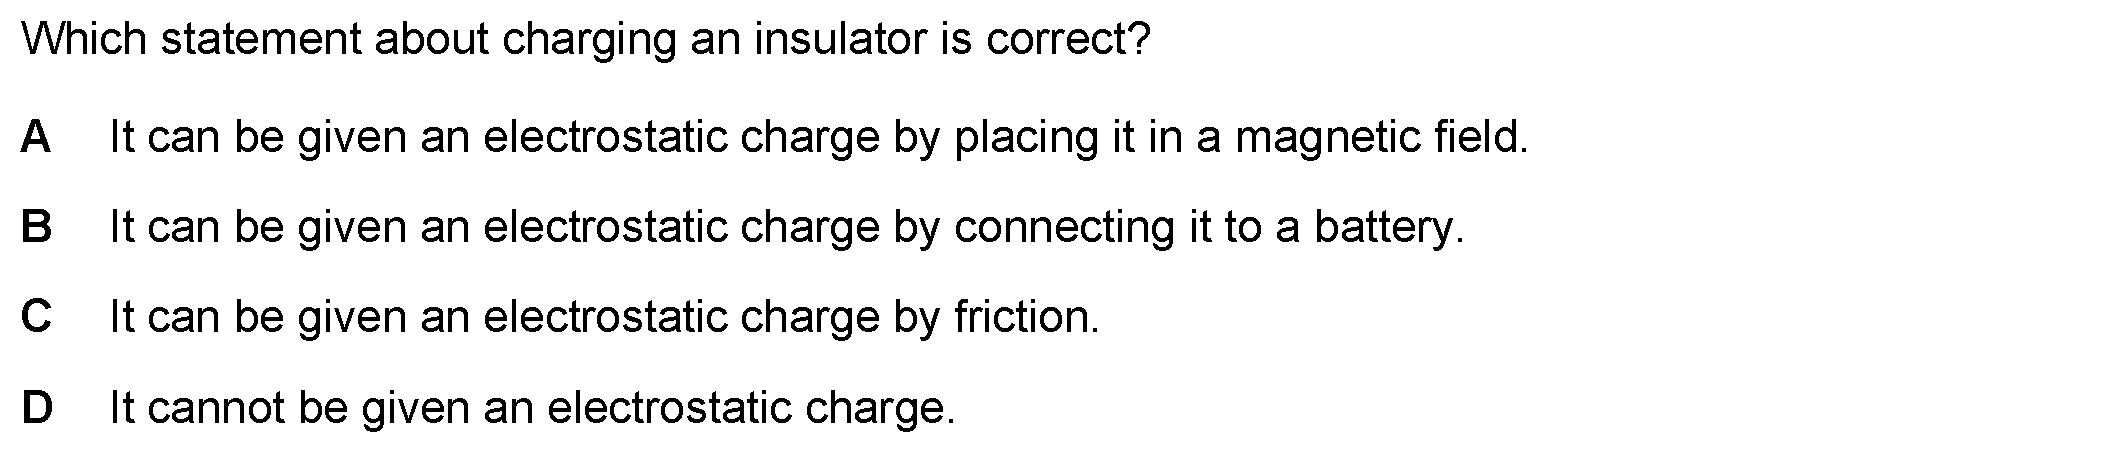 Which statement about charging an insulator is correct?
A It can be given an electrostatic charge by placing it in a magnetic field.
B It can be given an electrostatic charge by connecting it to a battery.
C It can be given an electrostatic charge by friction.
D It cannot be given an electrostatic charge.